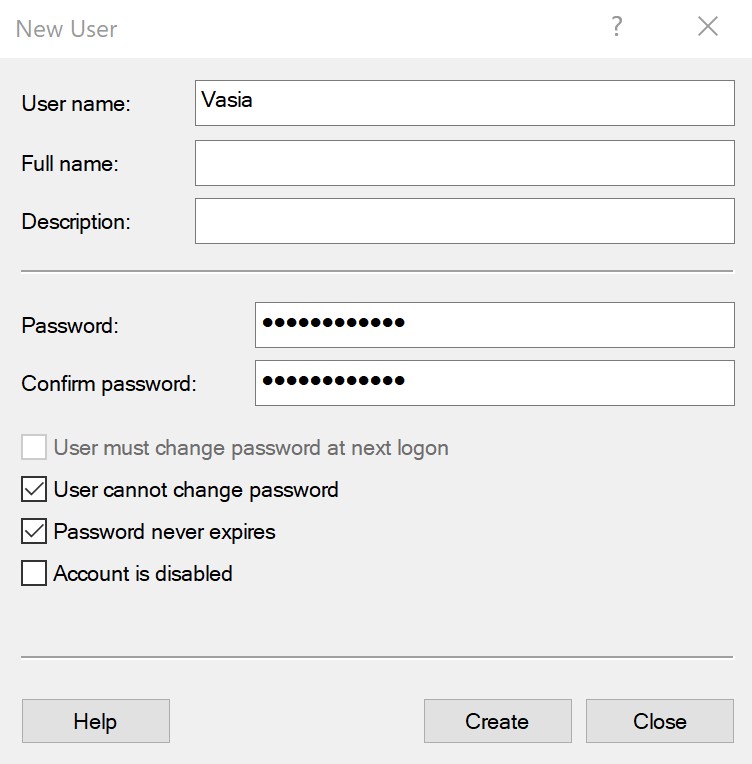 New User
?
User name: Vasia
Full name:
Description:
Password: ●●●●●●●●●●●●
Confirm password: ●●●●●●●●●●●●
User must change password at next logon
User cannot change password
Password never expires
Account is disabled
Help Create Close